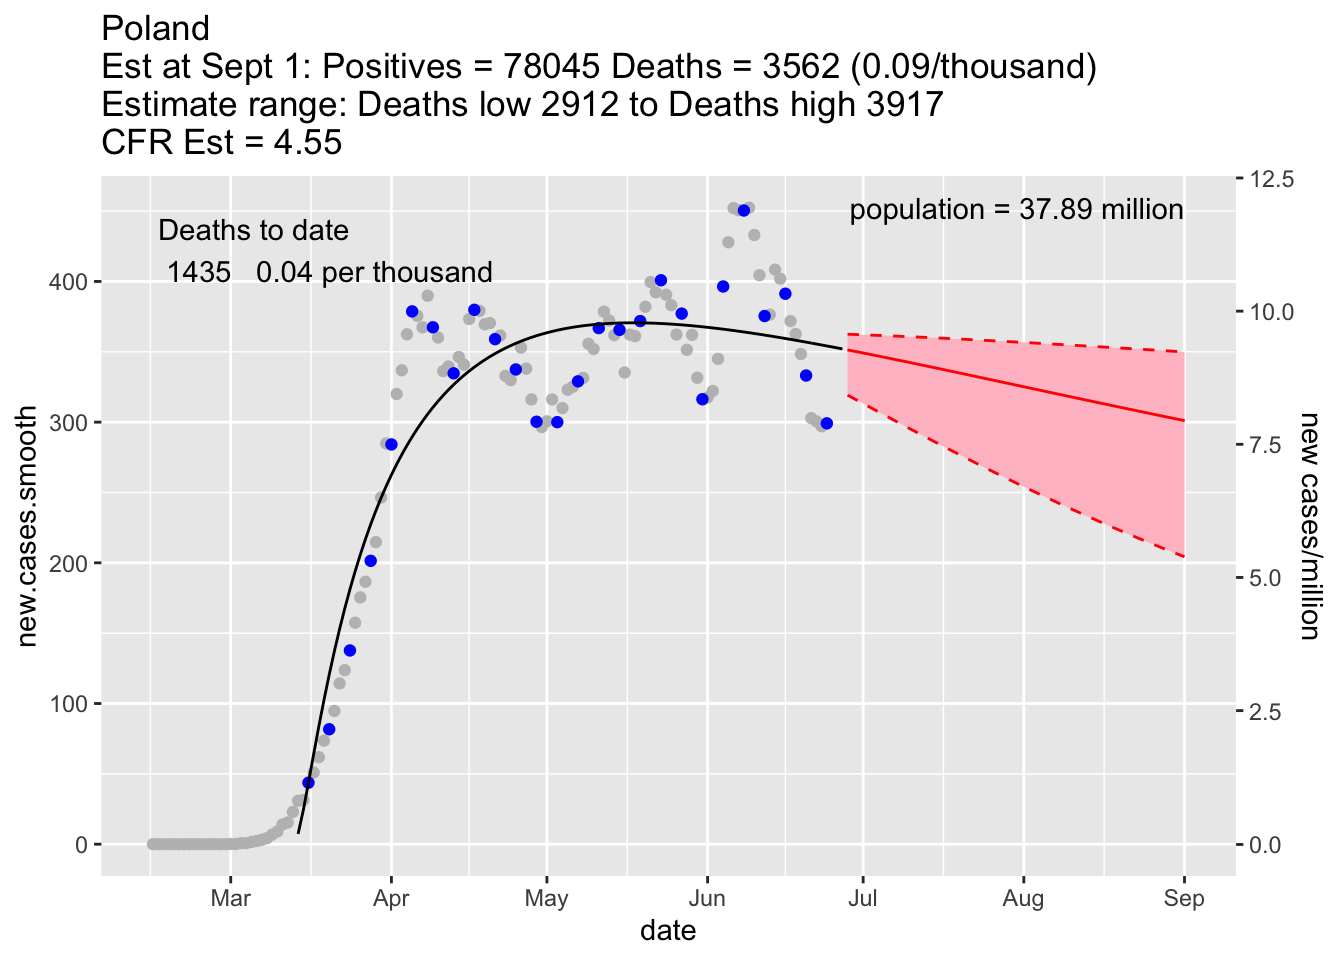 Poland
Est at Sept 1: Positives = 78045 Deaths = 3562 (0.09/thousand)
Estimate range: Deaths low 2912 to Deaths high 3917
CFR Est = 4.55
Deaths to date
1435 0.04 per thousand
population = 37.89 million
400
300
200
100
0
new.cases.smooth
12.5
10.0
7.5
5.0
2.5
0.0
new cases/million
Mar Apr May Jun Jul Aug Sep
date